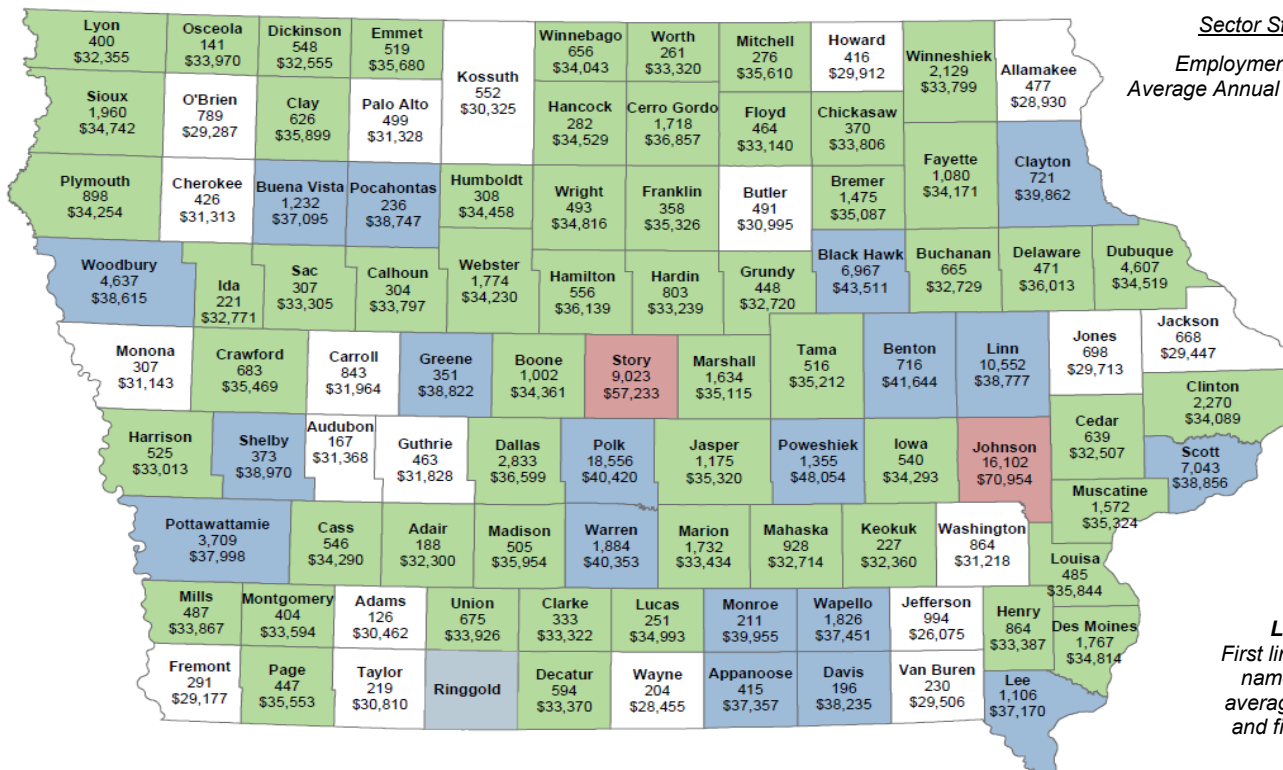 Lyon
400
$32,355
Osceola
141
$33,970
Dickinson
548
$32,555
Emmet
519
$35,680
Kossuth
552
$30,325
Winnebago
656
$34,043
Worth
261
$33,320
Mitchell
276
$35,610
Howard
416
$29,912
Winneshiek
2,129
$33,799
Allamakee
477
$28,930
Sector St
Employmen
Average Annual
Sioux
1,960
$34,742
O'Brien
789
$29,287
Clay
626
$35,899
Palo Alto
499
$31,328
Hancock
282
$34,529
Cerro Gordo
1,718
$36,857
Floyd
464
$33,140
Chickasaw
370
$33,806
Fayette
1,080
$34,171
Clayton
721
$39,862
Plymouth
898
$34,254
Cherokee
426
$31,313
Buena Vista
1,232
$37,095
Pocahontas
236
$38,747
Humboldt
308
$34,458
Wright
493
$34,816
Franklin
358
$35,326
Butler
491
$30,995
Bremer
1,475
$35,087
Woodbury
4,637
$38,615
Ida
221
$32,771
Sac
307
$33,305
Calhoun
304
$33,797
Webster
1,774
$34,230
Hamilton
556
$36,139
Hardin
803
$33,239
Grundy
448
$32,720
Black Hawk
6,967
$43,511
Buchanan
665
$32,729
Delaware
471
$36,013
Dubuque
4,607
$34,519
Monona
307
$31,143
Crawford
683
$35,469
Carroll
843
$31,964
Greene
351
$38,822
Boone
1,002
$34,361
Story
9,023
$57,233
Marshall
1,634
$35,115
Tama
516
$35,212
Benton
716
$41,644
Linn
10,552
$38,777
Jones
698
$29,713
Jackson
668
$29,447
Clinton
2,270
$34,089
Harrison
525
$33,013
Shelby
373
$38,970
Audubon
167
$31,368
Guthrie
463
$31,828
Dallas
2,833
$36,599
Polk
18,556
$40,420
Jasper
1,175
$35,320
Poweshiek
1,355
$48,054
Iowa
540
$34,293
Johnson
16,102
$70,954
Cedar
639
$32,507
Scott
7,043
$38,856
Muscatine
1,572
$35,324
Pottawattamie
3,709
$37,998
Cass
546
$34,290
Adair
188
$32,300
Madison
505
$35,954
Warren
1,884
$40,353
Marion
1,732
$33,434
Mahaska
928
$32,714
Keokuk
227
$32,360
Washington
864
$31,218
Louisa
485
$35,844
Mills
487
$33,867
Montgomery
404
$33,594
Adams
126
$30,462
Union
675
$33,926
Clarke
333
$33,322
Lucas
251
$34,993
Monroe
211
$39,955
Wapello
1,826
$37,451
Jefferson
994
$26,075
Henry
864
$33,387
Des Moines
1,767
$34,814
Fremont
291
$29,177
Page
447
$35,553
Taylor
219
$30,810
Ringgold
Decatur
594
$33,370
Wayne
204
$28,455
Appanoose
415
$37,357
Davis
196
$38,235
Van Buren
230
$29,506
Lee
1,106
$37,170
L
First lin
nam
averag
and fi